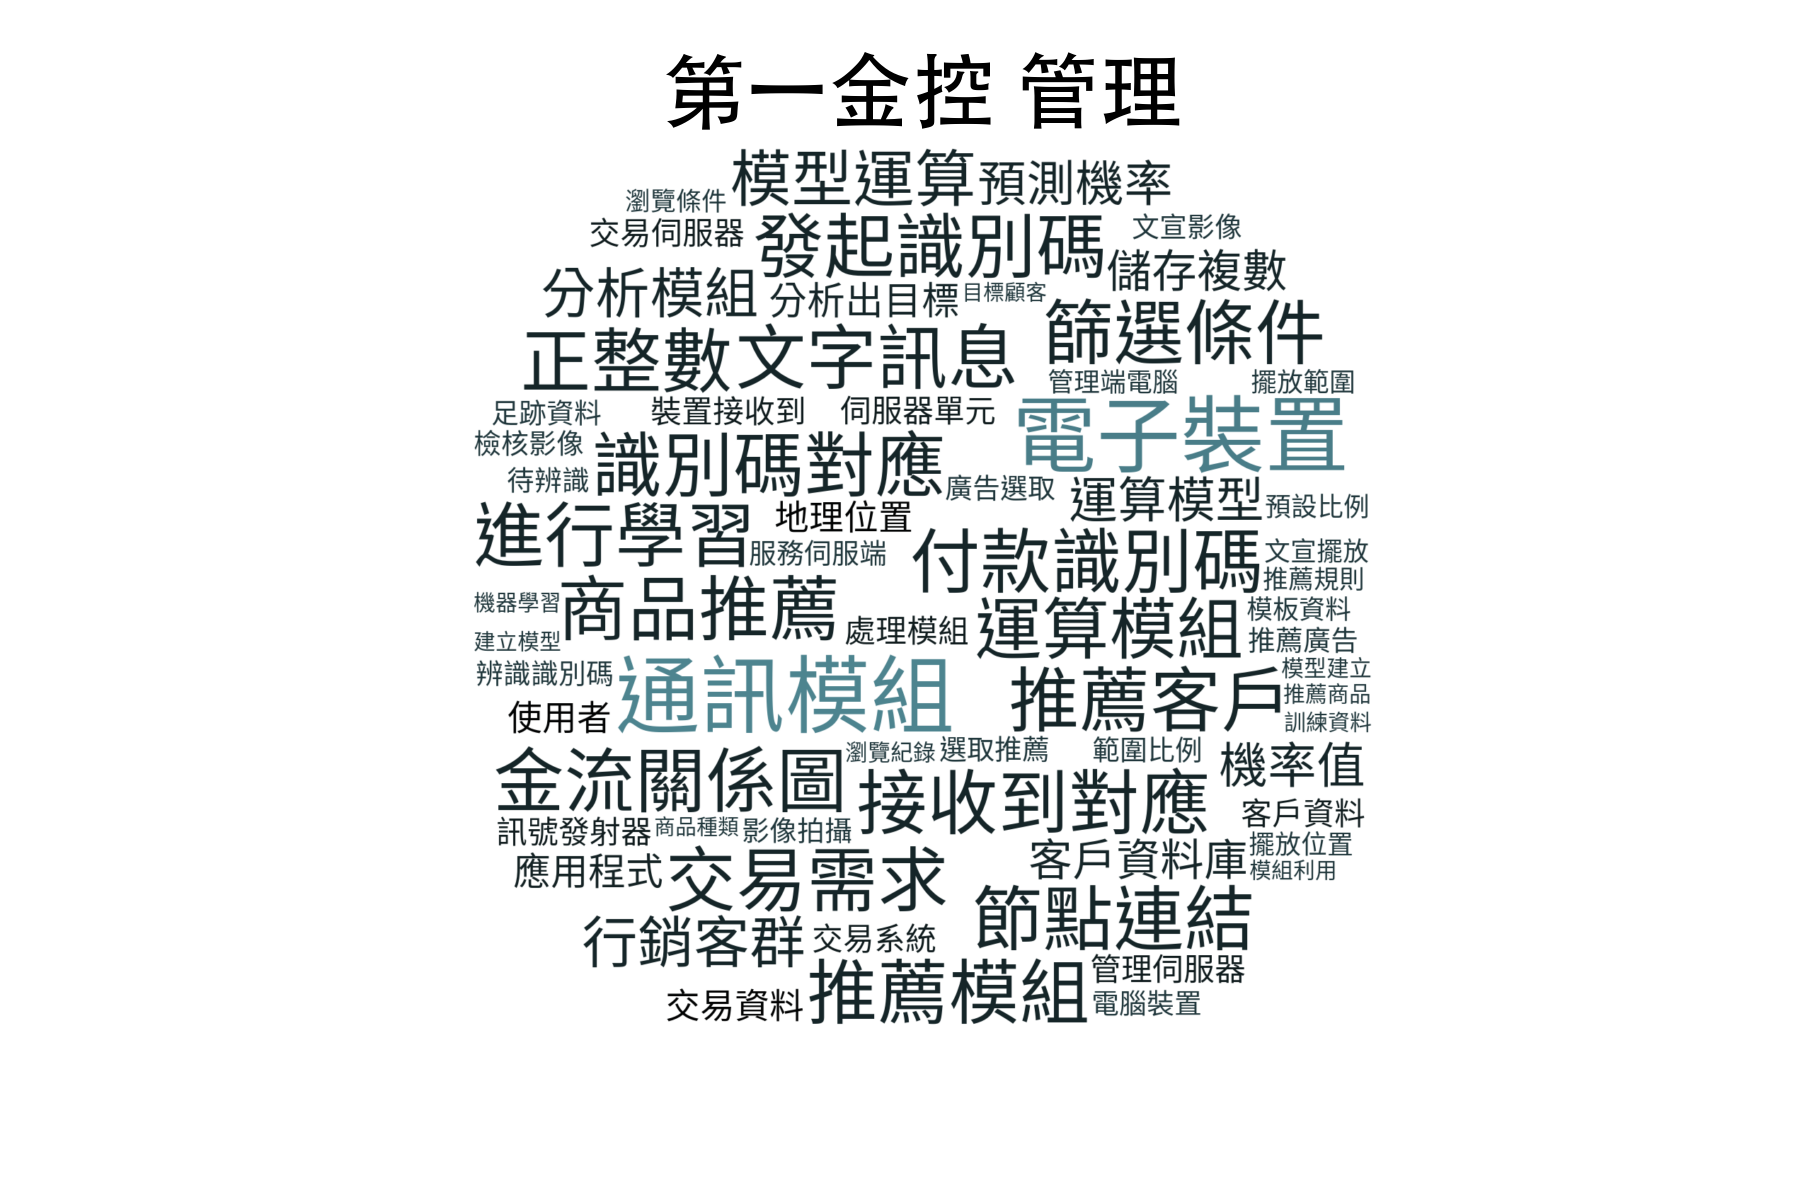 第一金控 管理
模型運算
預測機率
瀏覽條件
交易伺服器
發起識別碼
文宣影像
儲存複數
分析模組
分析出目標
目標顧客
篩選條件
正整數
文字訊息
管理端電腦
擺放範圍
足跡資料
裝置接收到
伺服器單元
電子裝置
檢核影像
識別碼對應
待辨識
廣告選取
運算模型
預設比例
進行學習
地理位置
服務伺服端
付款識別碼
文宣擺放
推薦規則
機器學習
商品推薦
處理模組
運算模組
模板資料
建立模型
推薦廣告
辨識識別碼
通訊模組
推薦客戶
模型建立
推薦商品
使用者
訓練資料
金流關係圖
瀏覽紀錄
選取推薦
範圍比例
機率值
接收到對應
客戶資料
訊號發射器
商品種類
影像拍攝
擺放位置
應用程式
交易需求
客戶資料庫
模組利用
節點連結
行銷客群
交易系統
管理伺服器
交易資料
推薦模組
電腦裝置